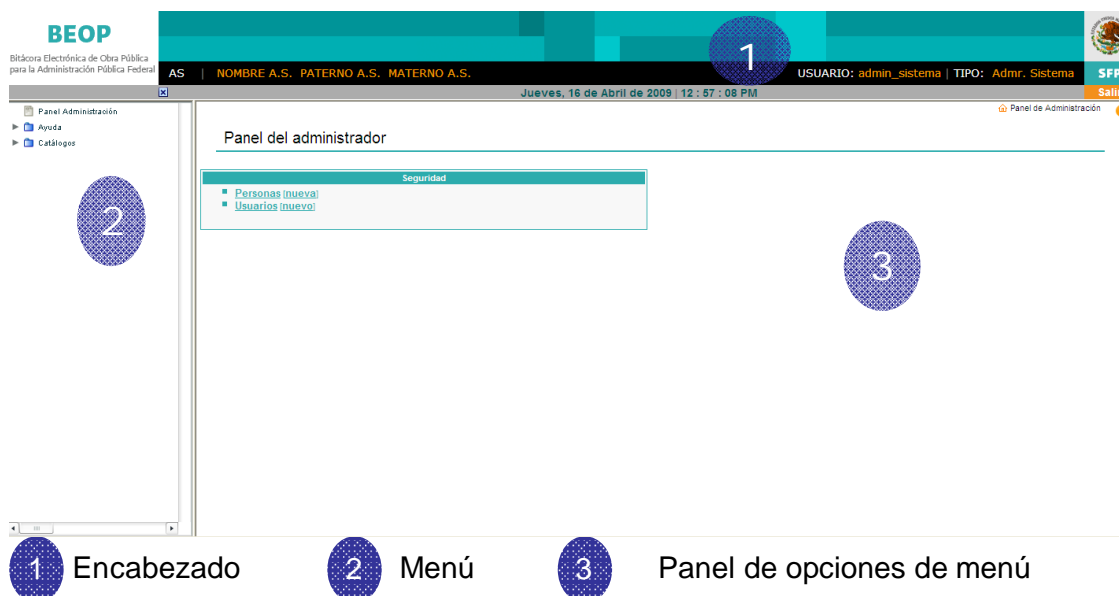 BEOP
Bitácora Electrónica de Obra Pública
para la Administración Pública Federal
AS | NOMBRE A.S. PATERNO A.S. MATERNO A.S.
1
USUARIO: admin_sistema | TIPO: Admr. Sistema
SFP
Jueves, 16 de Abril de 2009 | 12 : 57 : 08 PM
Salir
Panel Administración
Ayuda
Catálogos
2
Panel de Administración
Panel del administrador
Seguridad
Personas [nueva]
Usuarios [nuevo]
3
1 Encabezado 2 Menú 3 Panel de opciones de menú